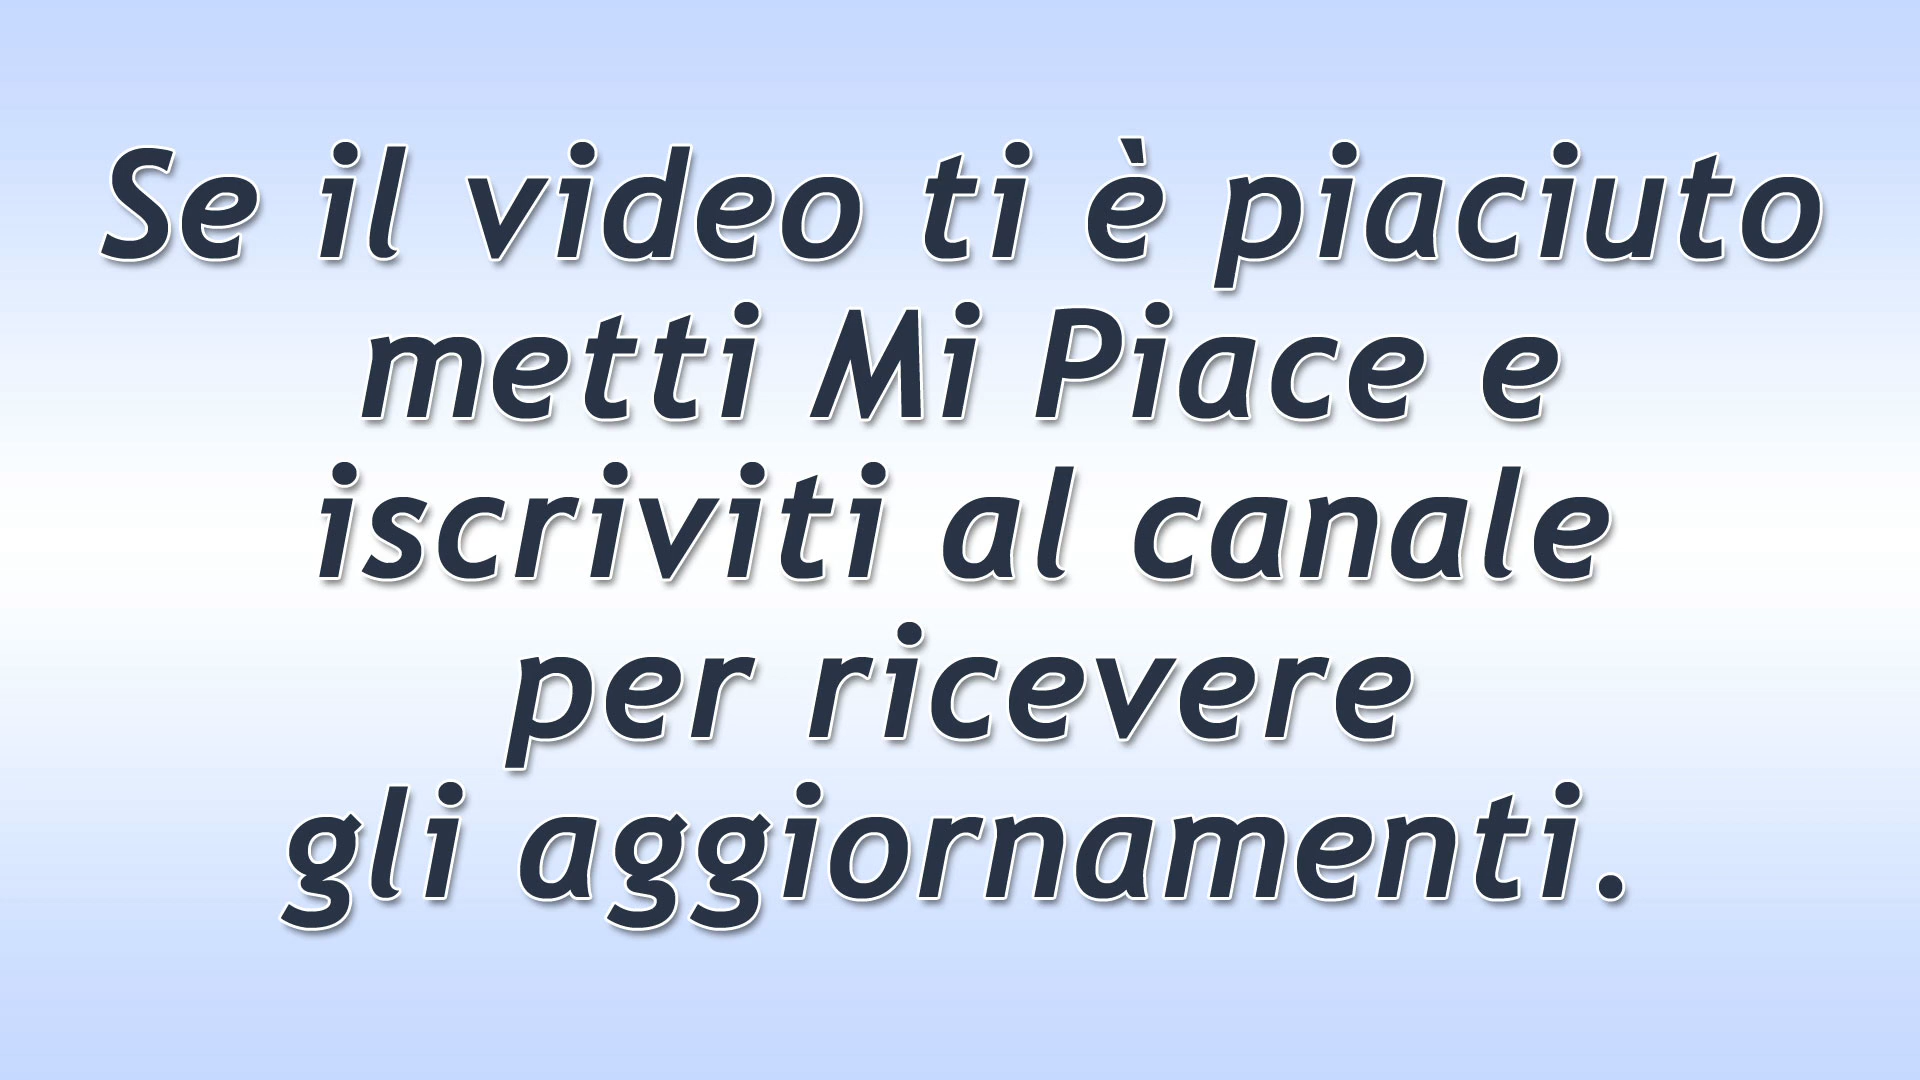 Se il video ti è piaciuto
metti Mi Piace e
iscriviti al canale
per ricevere
gli aggiornamenti.